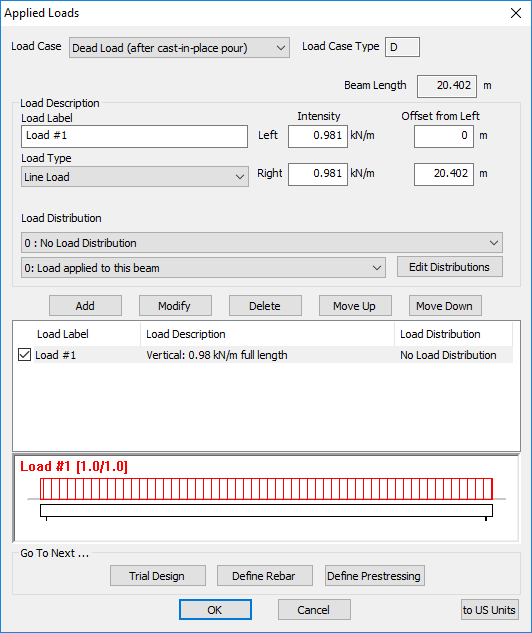 Applied Loads
Load Case Dead Load (after cast-in-place pour) Load Case Type D
Beam Length 20.402 m
Load Description
Load Label Intensity Offset from Left
Load #1 Left 0.981 kN/m 0 m
Load Type
Line Load Right 0.981 kN/m 20.402 m
Load Distribution
0 : No Load Distribution
0: Load applied to this beam Edit Distributions
Add Modify Delete Move Up Move Down
Load Label Load Description Load Distribution
Load #1 Vertical: 0.98 kN/m full length No Load Distribution
Load #1 [1.0/1.0]
Go To Next ...
Trial Design Define Rebar Define Prestressing
OK Cancel to US Units